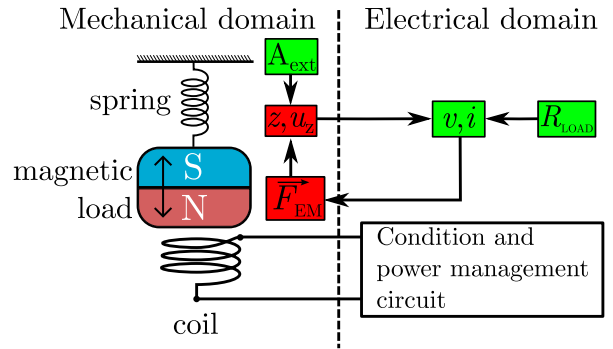 Mechanical domain
Electrical domain
A_ext
spring
z,u_z
v,i
R_LOAD
magnetic
load
S
N
F_EM
Condition and
power management
circuit
coil